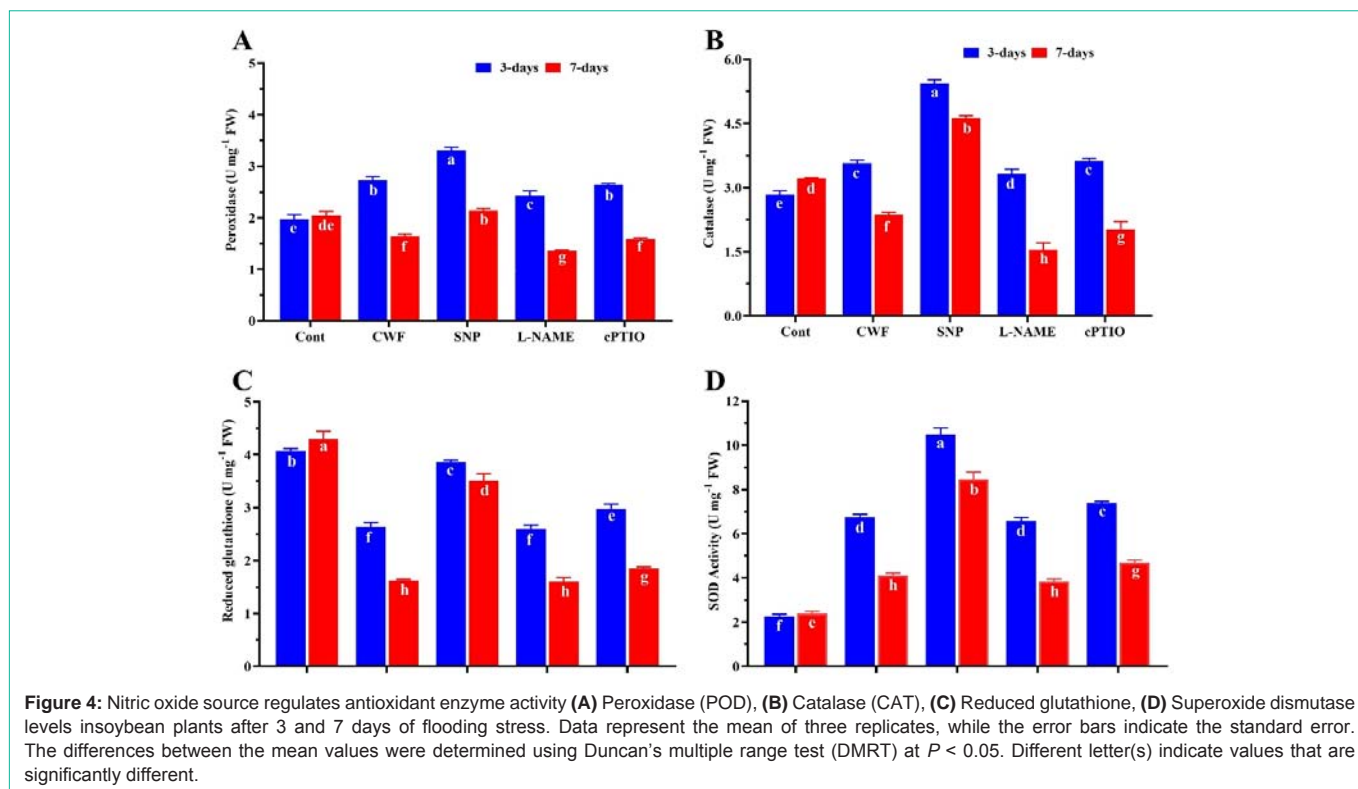 A
3-days 7-days
Peroxidase (U mg-1 FW)
5
4
3
2
1
0
e de b f a b c g b f
Cont CWF SNP L-NAME cPTIO
B
3-days 7-days
Catalase (U mg-1 FW)
6.0
4.5
3.0
1.5
0.0
e d c f a b d h c g
Cont CWF SNP L-NAME cPTIO
C
Reduced glutathione (U mg-1 FW)
5
4
3
2
1
0
b a f h c d f h e g
D
SOD Activity (U mg-1 FW)
12
10
8
6
4
2
0
f e d h a b d h c g
Figure 4: Nitric oxide source regulates antioxidant enzyme activity (A) Peroxidase (POD), (B) Catalase (CAT), (C) Reduced glutathione, (D) Superoxide dismutase
levels insoybean plants after 3 and 7 days of flooding stress. Data represent the mean of three replicates, while the error bars indicate the standard error.
The differences between the mean values were determined using Duncan's multiple range test (DMRT) at P < 0.05. Different letter(s) indicate values that are
significantly different.